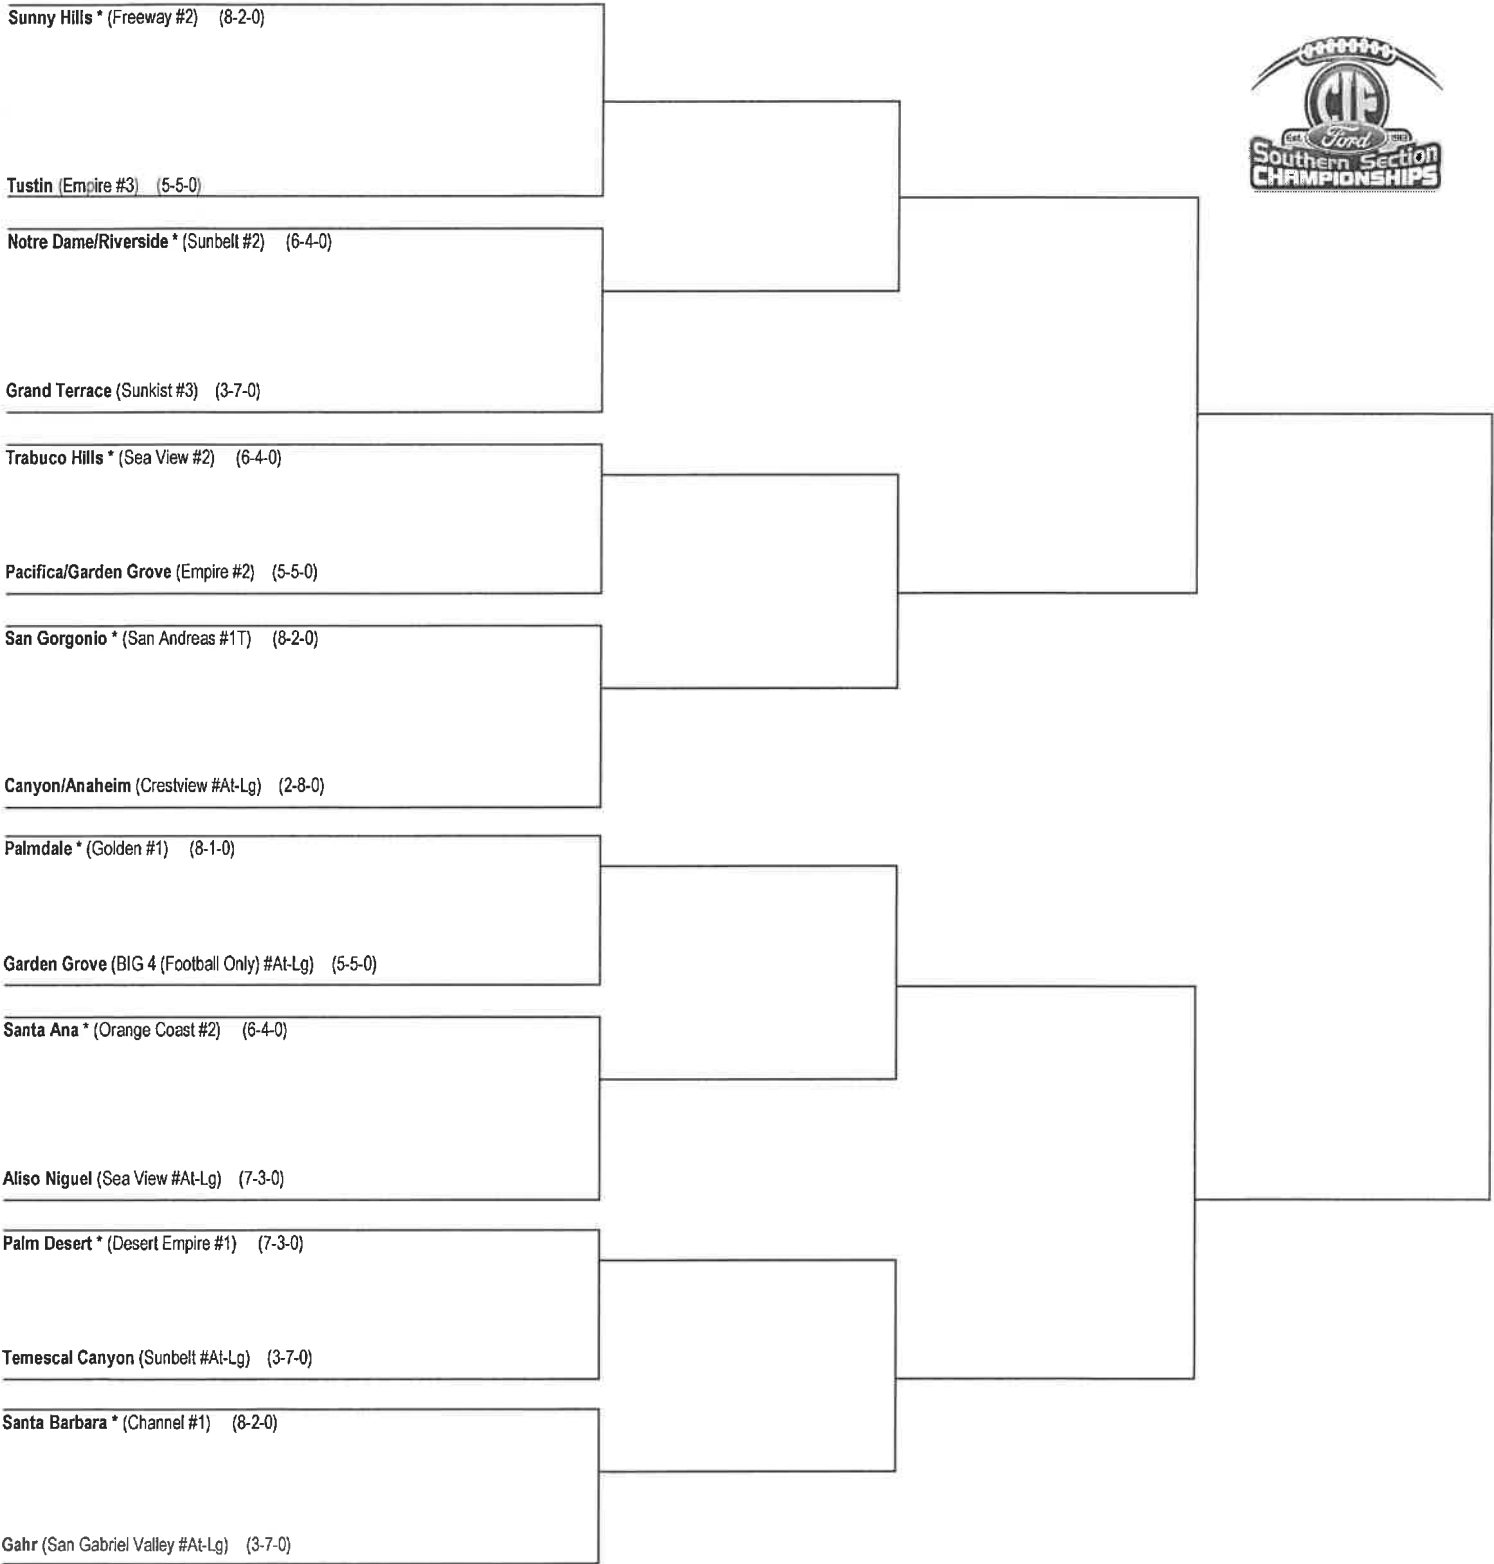 Sunny Hills * (Freeway #2) (8-2-0)
CIF
Est. 1913
Ford
Southern Section
CHAMPIONSHIPS
Tustin (Empire #3) (5-5-0)
Notre Dame/Riverside * (Sunbelt #2) (6-4-0)
Grand Terrace (Sunkist #3) (3-7-0)
Trabuco Hills * (Sea View #2) (6-4-0)
Pacifica/Garden Grove (Empire #2) (5-5-0)
San Gorgonio * (San Andreas #1T) (8-2-0)
Canyon/Anaheim (Crestview #At-Lg) (2-8-0)
Palmdale * (Golden #1) (8-1-0)
Garden Grove (BIG 4 (Football Only) #At-Lg) (5-5-0)
Santa Ana * (Orange Coast #2) (6-4-0)
Aliso Niguel (Sea View #At-Lg) (7-3-0)
Palm Desert * (Desert Empire #1) (7-3-0)
Temescal Canyon (Sunbelt #At-Lg) (3-7-0)
Santa Barbara * (Channel #1) (8-2-0)
Gahr (San Gabriel Valley #At-Lg) (3-7-0)